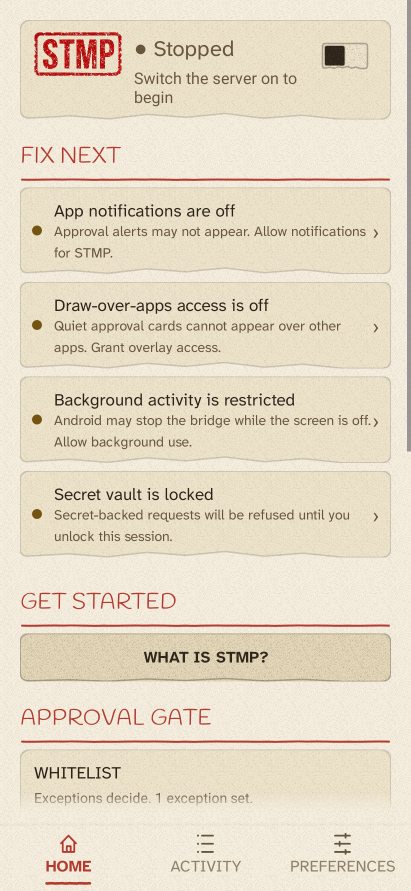 STMP
● Stopped
Switch the server on to
begin
FIX NEXT
App notifications are off
Approval alerts may not appear. Allow notifications
for STMP.
Draw-over-apps access is off
Quiet approval cards cannot appear over other
apps. Grant overlay access.
Background activity is restricted
Android may stop the bridge while the screen is off.
Allow background use.
Secret vault is locked
Secret-backed requests will be refused until you
unlock this session.
GET STARTED
WHAT IS STMP?
APPROVAL GATE
WHITELIST
Exceptions decide. 1 exception set.
HOME
ACTIVITY
PREFERENCES